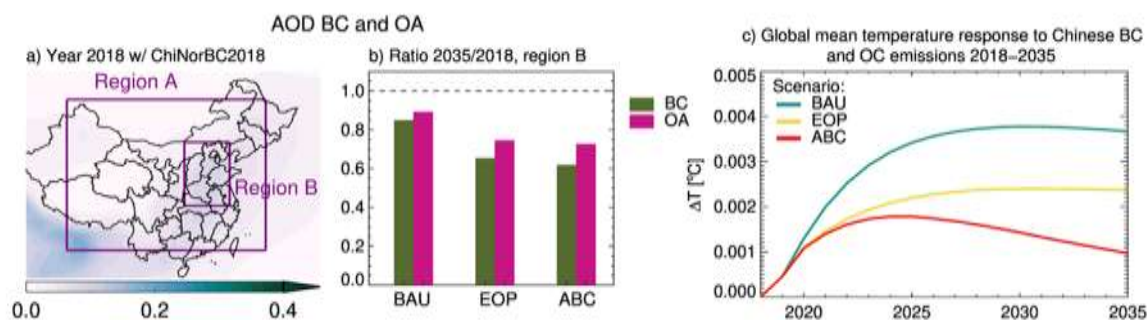 AOD BC and OA
a) Year 2018 w/ ChiNorBC2018
Region A
Region B
0.0 0.2 0.4
b) Ratio 2035/2018, region B
1.0
0.8
0.6
0.4
0.2
0.0
BAU EOP ABC
BC
OA
c) Global mean temperature response to Chinese BC
and OC emissions 2018–2035
0.005
0.004
0.003
0.002
0.001
0.000
ΔT [°C]
Scenario:
BAU
EOP
ABC
2020 2025 2030 2035